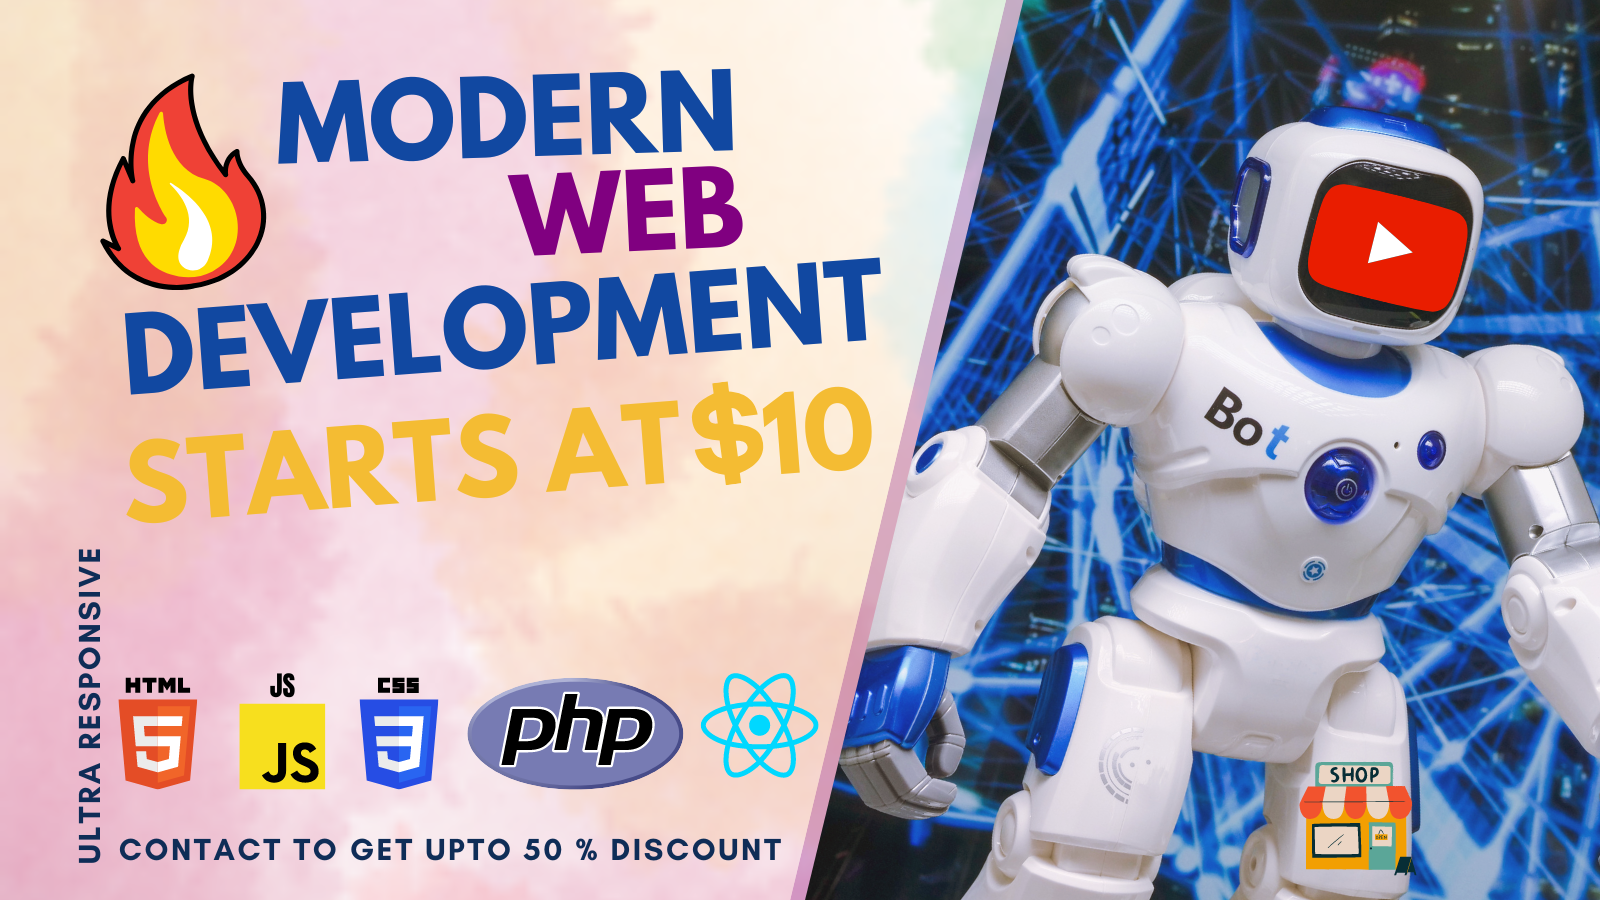 MODERN
WEB
DEVELOPMENT
STARTS AT $10
ULTRA RESPONSIVE
HTML
5
JS
JS
CSS
3
php
CONTACT TO GET UPTO 50 % DISCOUNT
Bot
SHOP